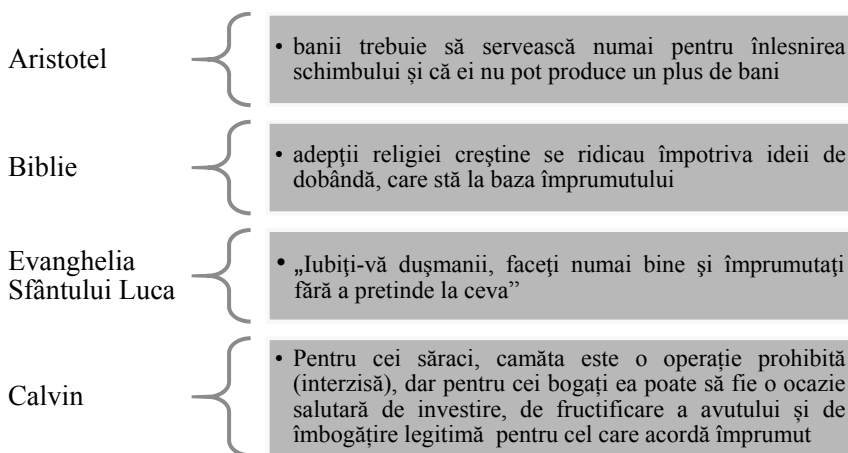 Aristotel
• banii trebuie să servească numai pentru înlesnirea
schimbului și că ei nu pot produce un plus de bani
Biblie
• adepţii religiei creştine se ridicau împotriva ideii de
dobândă, care stă la baza împrumutului
Evanghelia
Sfântului Luca
• „Iubiţi-vă duşmanii, faceţi numai bine şi împrumutaţi
fără a pretinde la ceva”
Calvin
• Pentru cei săraci, camăta este o operație prohibită
(interzisă), dar pentru cei bogați ea poate să fie o ocazie
salutară de investire, de fructificare a avutului și de
îmbogățire legitimă pentru cel care acordă împrumut